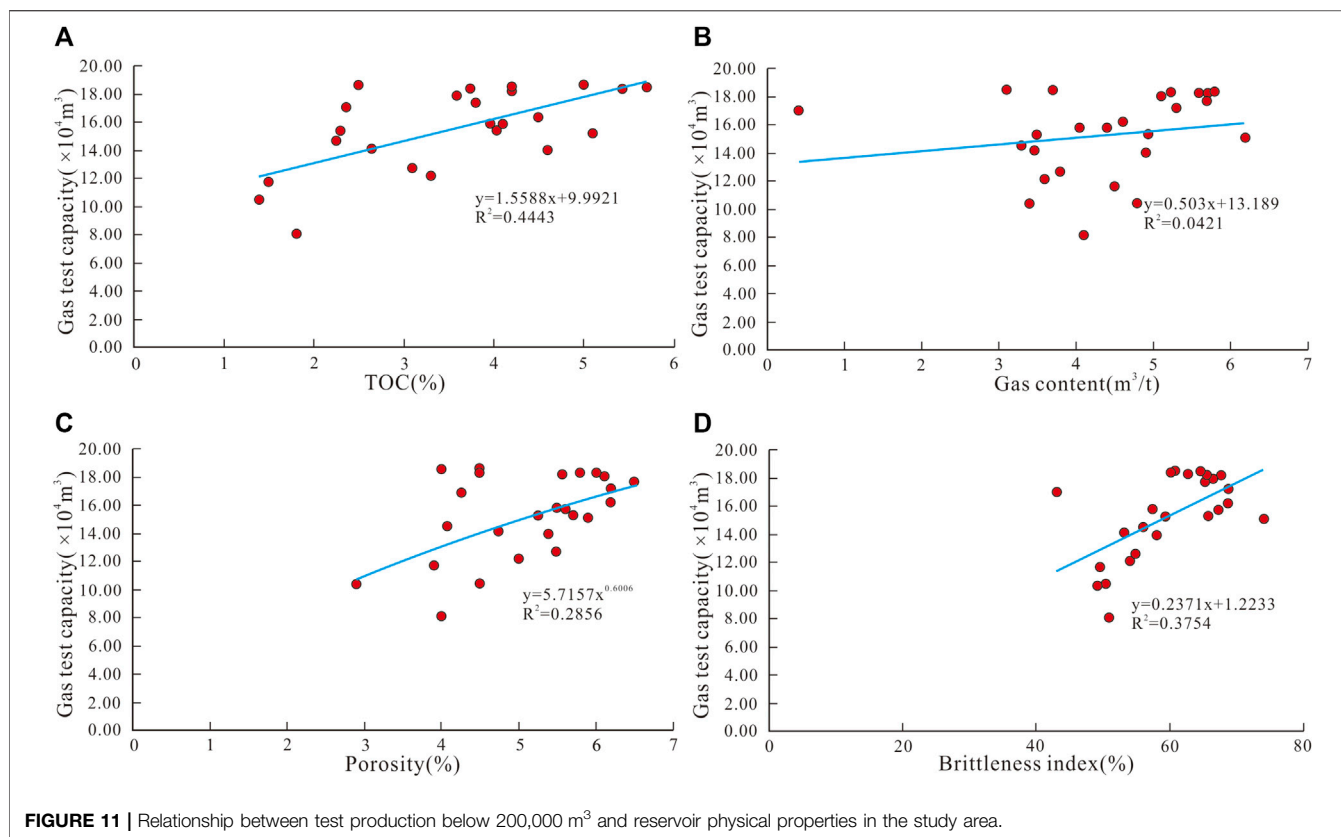 A
Gas test capacity( ×10⁴m³)
20.00
18.00
16.00
14.00
12.00
10.00
8.00
6.00
4.00
2.00
0.00
y=1.5588x+9.9921
R²=0.4443
1 2 3 4 5 6
TOC(%)
B
Gas test capacity( ×10⁴m³)
20.00
18.00
16.00
14.00
12.00
10.00
8.00
6.00
4.00
2.00
0.00
y=0.503x+13.189
R²=0.0421
0 1 2 3 4 5 6 7
Gas content(m³/t)
C
Gas test capacity( ×10⁴m³)
20.00
18.00
16.00
14.00
12.00
10.00
8.00
6.00
4.00
2.00
0.00
y=5.7157x⁰·⁶⁰⁰⁶
R²=0.2856
0 1 2 3 4 5 6 7
Porosity(%)
D
Gas test capacity( ×10⁴m³)
20.00
18.00
16.00
14.00
12.00
10.00
8.00
6.00
4.00
2.00
0.00
y=0.2371x+1.2233
R²=0.3754
0 20 40 60 80
Brittleness index(%)
FIGURE 11 | Relationship between test production below 200,000 m³ and reservoir physical properties in the study area.